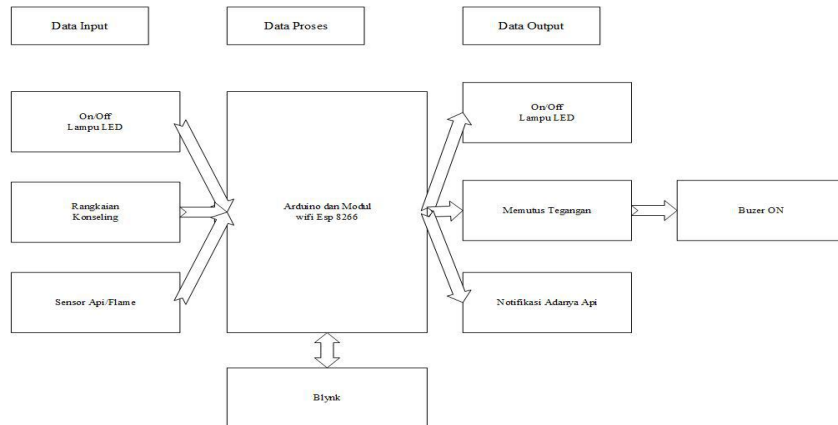 Data Input
Data Proses
Data Output
On/Off
Lampu LED
Rangkaian
Konseling
Sensor Api/Flame
Arduino dan Modul
wifi Esp 8266
Blynk
On/Off
Lampu LED
Memutus Tegangan
Notifikasi Adanya Api
Buzer ON